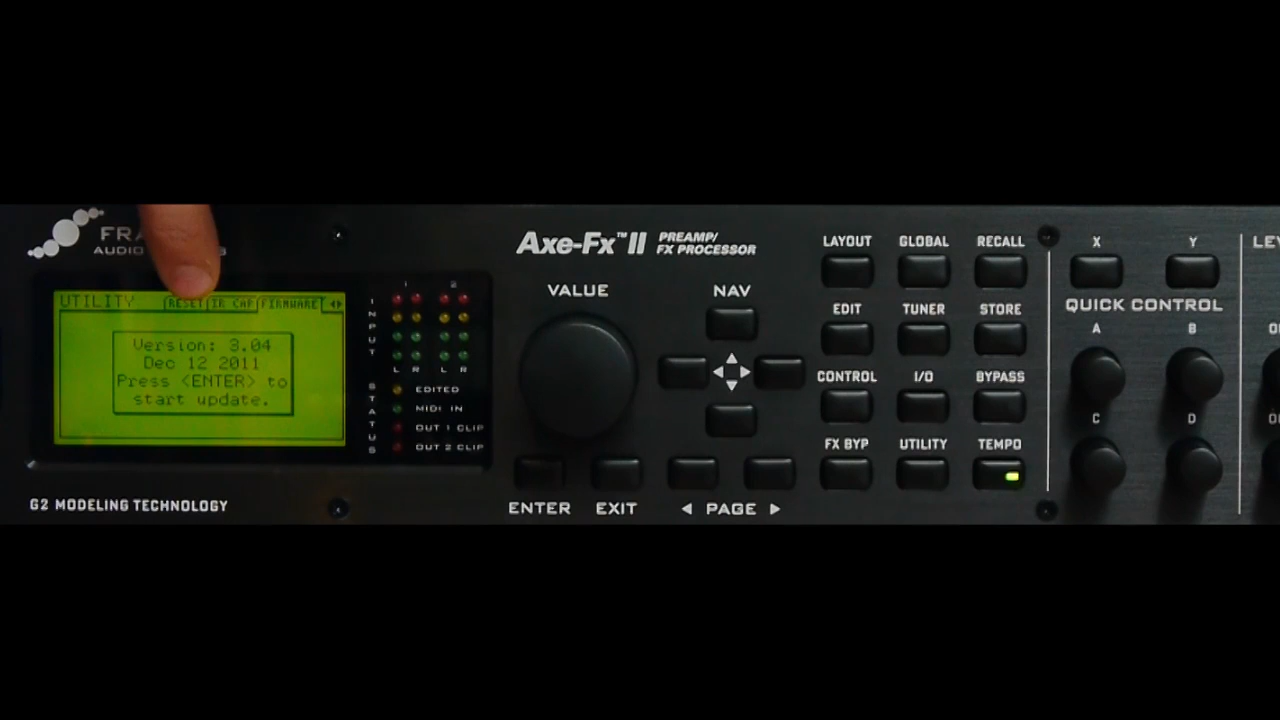 FRA
AUDIO
UTILITY RESET IR CAP FIRMWARE
Version: 3.04
Dec 12 2011
Press <ENTER> to
start update.
G2 MODELING TECHNOLOGY
1 2
INPUT
L R L R
STATUS
EDITED
MIDI IN
OUT 1 CLIP
OUT 2 CLIP
Axe-Fx™ II PREAMP/
FX PROCESSOR
VALUE
NAV
ENTER EXIT ◀ PAGE ▶
LAYOUT GLOBAL RECALL
EDIT TUNER STORE
CONTROL I/O BYPASS
FX BYP UTILITY TEMPO
X Y
QUICK CONTROL
A B
C D
LE